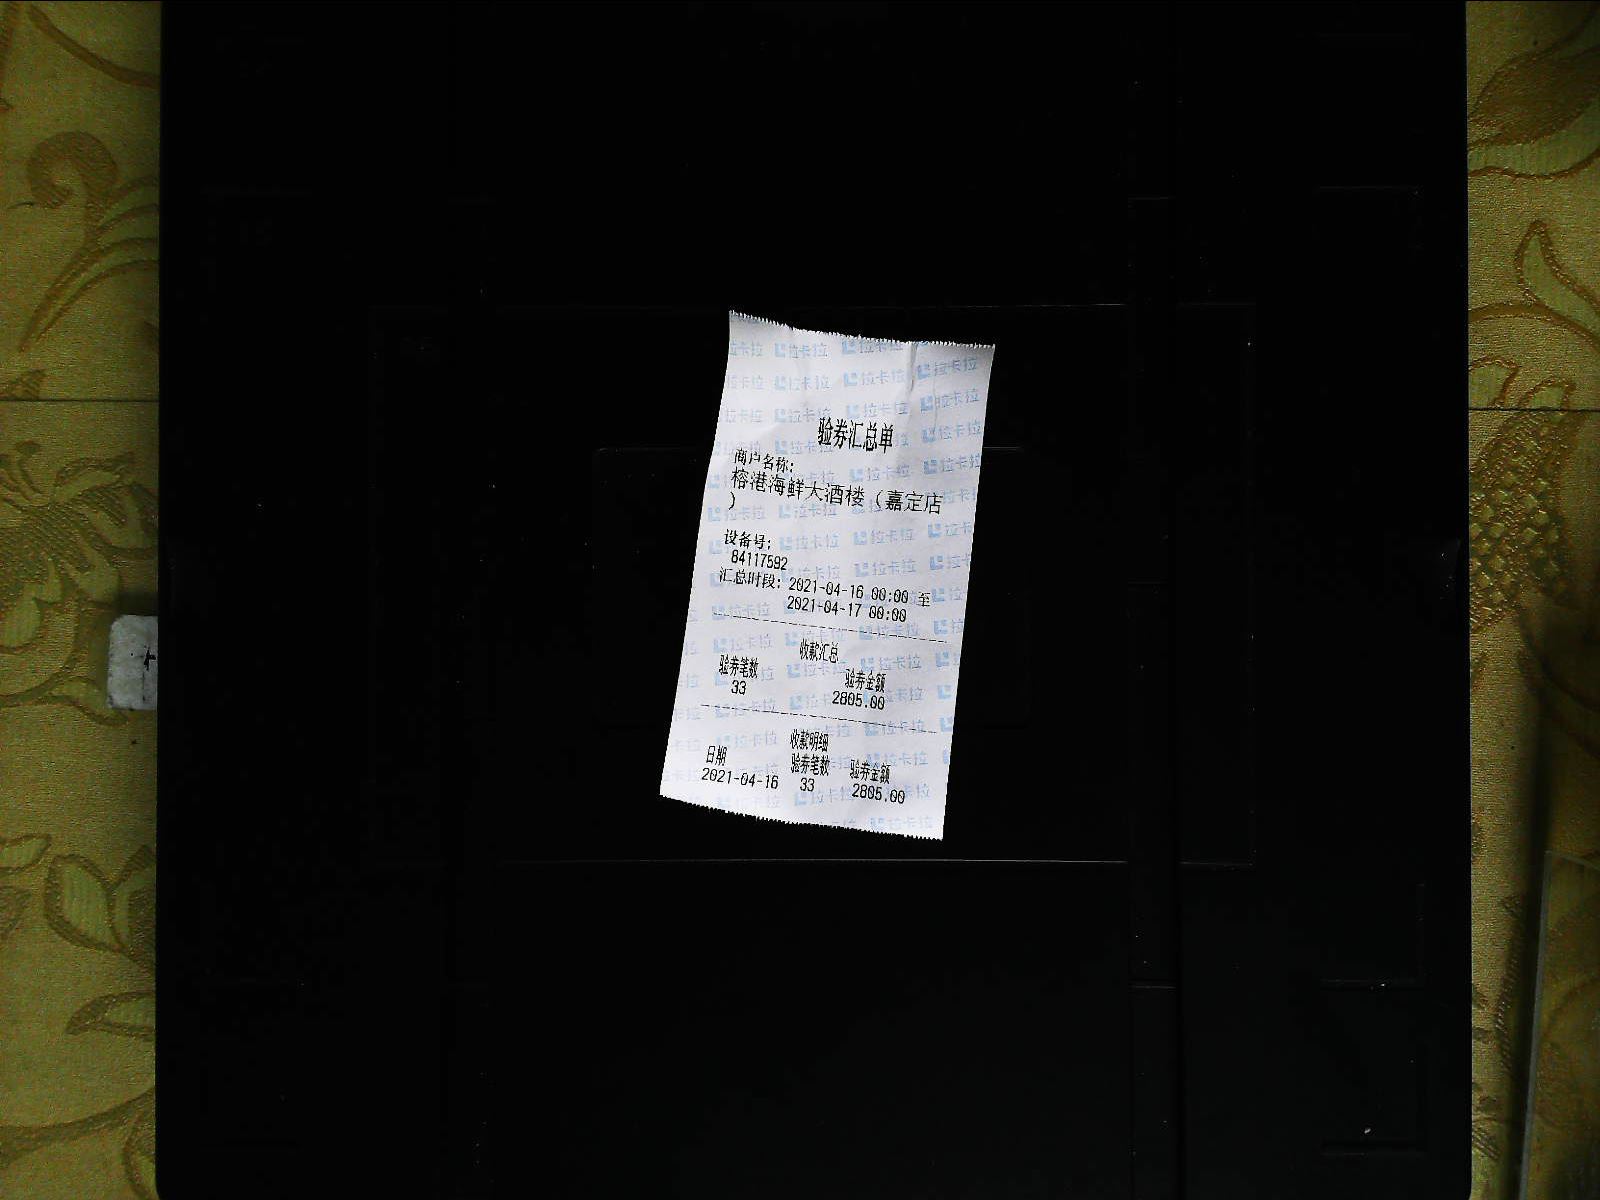 验券汇总单
商户名称:
榕港海鲜大酒楼（嘉定店
）
设备号:
84117592
汇总时段: 2021-04-16 00:00 至
2021-04-17 00:00
收款汇总
验券笔数 验券金额
33 2805.00
收款明细
日期 验券笔数 验券金额
2021-04-16 33 2805.00
拉卡拉